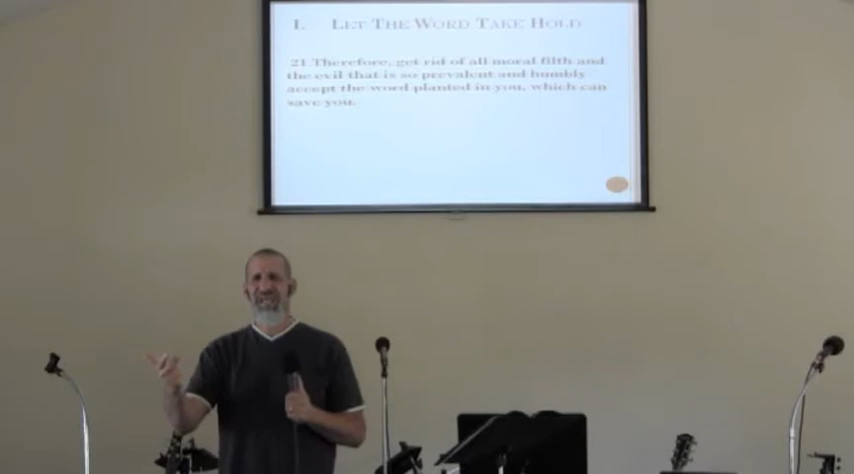 I. LET THE WORD TAKE HOLD
21 Therefore, get rid of all moral filth and
the evil that is so prevalent and humbly
accept the word planted in you, which can
save you.